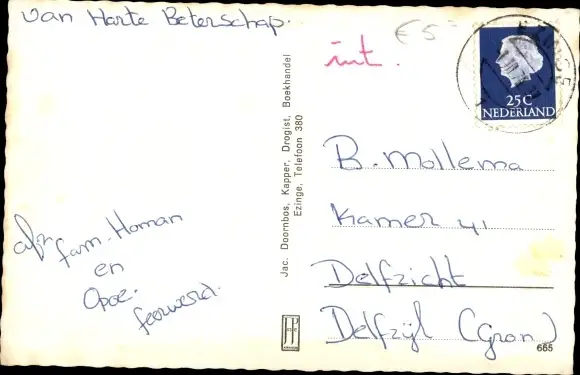 van Harte Beterschap.
afz
fam. Homan
en
Opoe.
feerwerd.
Jac. Doornbos, Kapper, Drogist, Boekhandel
Ezinge, Telefoon 380
€ 5
int.
25C
NEDERLAND
B. Mollema
Kamer 41
Delfzicht
Delfzijl (Gron)
665